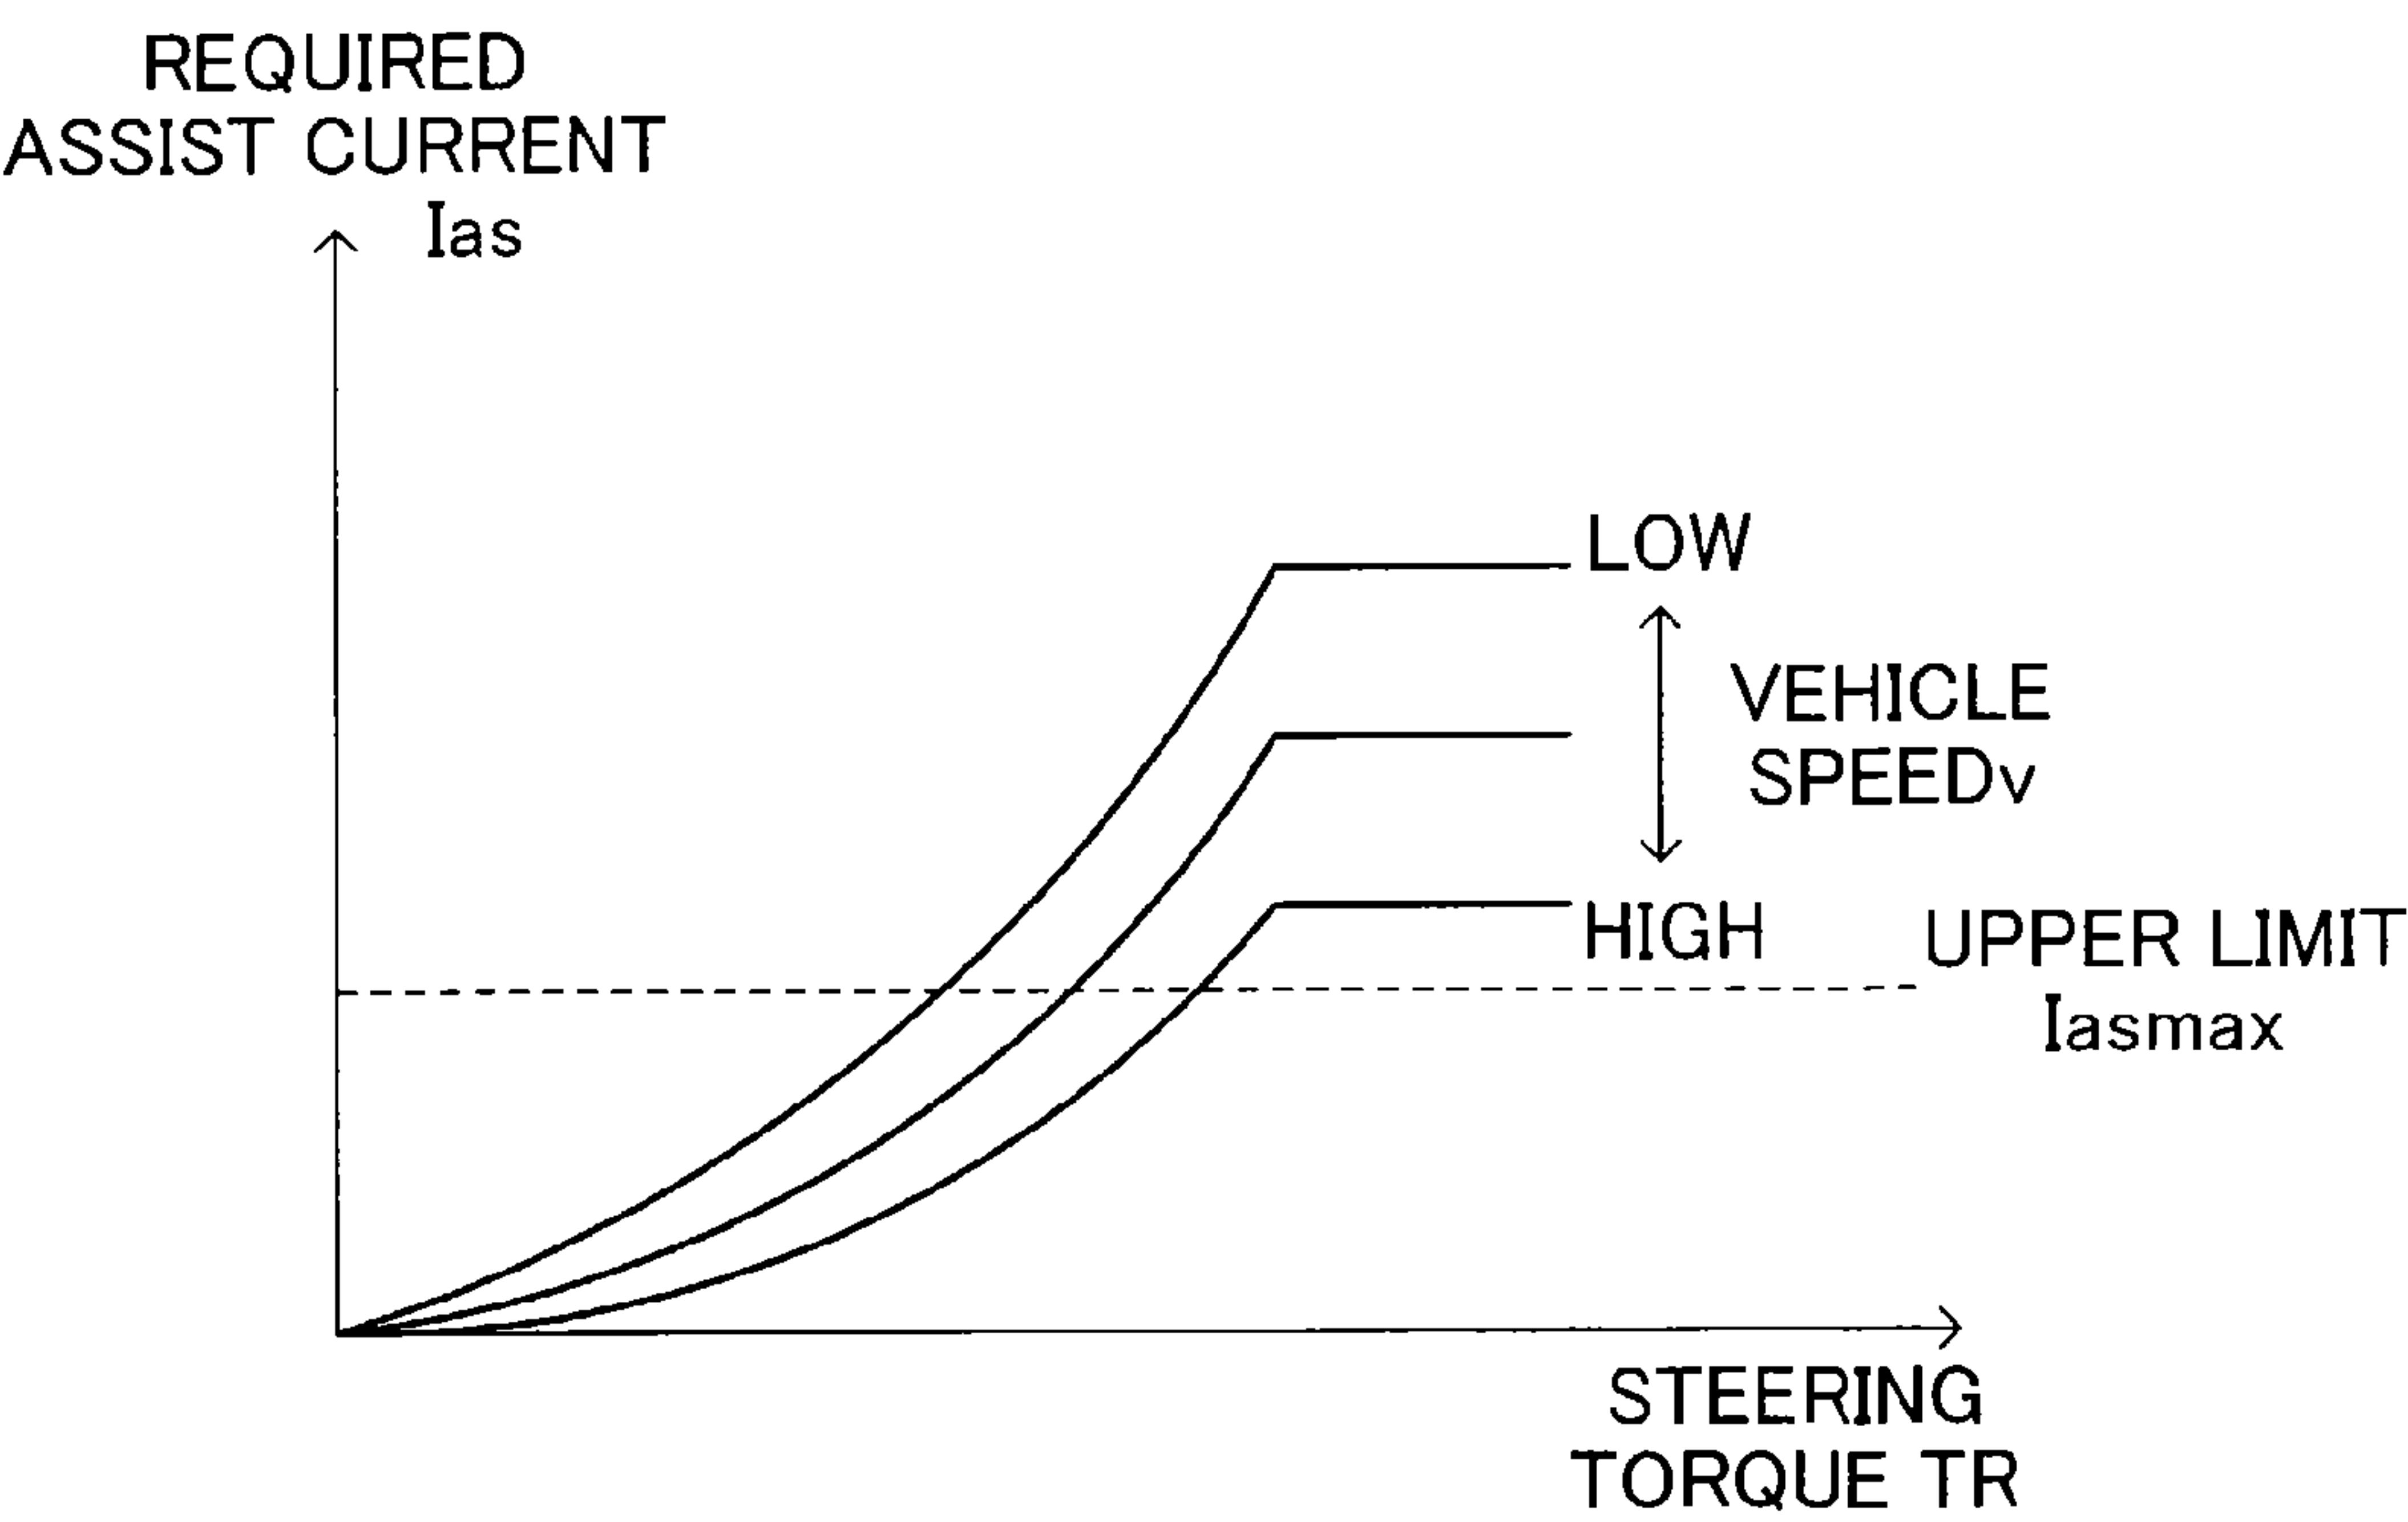 REQUIRED
ASSIST CURRENT
Ias
LOW
VEHICLE
SPEEDv
HIGH
UPPER LIMIT
Iasmax
STEERING
TORQUE TR